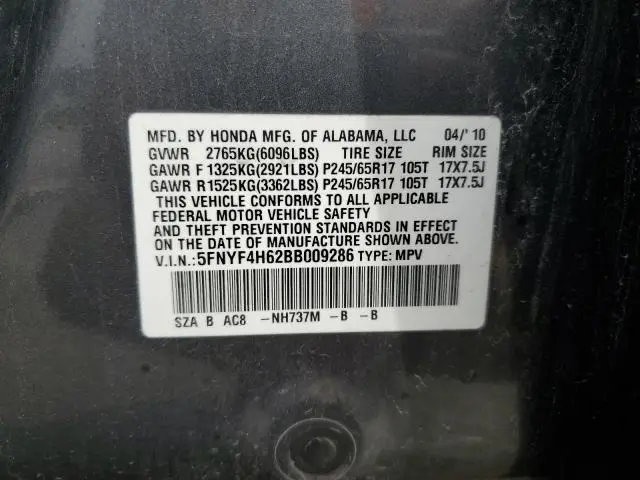 MFD. BY HONDA MFG. OF ALABAMA, LLC 04/'10
GVWR 2765KG(6096LBS) TIRE SIZE RIM SIZE
GAWR F 1325KG(2921LBS) P245/65R17 105T 17X7.5J
GAWR R1525KG(3362LBS) P245/65R17 105T 17X7.5J
THIS VEHICLE CONFORMS TO ALL APPLICABLE
FEDERAL MOTOR VEHICLE SAFETY
AND THEFT PREVENTION STANDARDS IN EFFECT
ON THE DATE OF MANUFACTURE SHOWN ABOVE.
V.I.N.:5FNYF4H62BB009286 TYPE: MPV
SZA B AC8 -NH737M -B -B